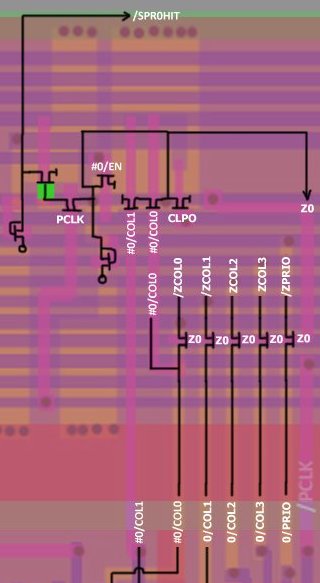 /SPR0HIT
#0/EN
Z0
PCLK
CLPO
#0/COL1
#0/COL0
#0/COL0
/ZCOL0
/ZCOL1
ZCOL2
ZCOL3
/ZPRIO
Z0
Z0
Z0
Z0
Z0
/PCLK
#0/COL1
#0/COL0
0/COL1
0/COL2
0/COL3
0/PRIO